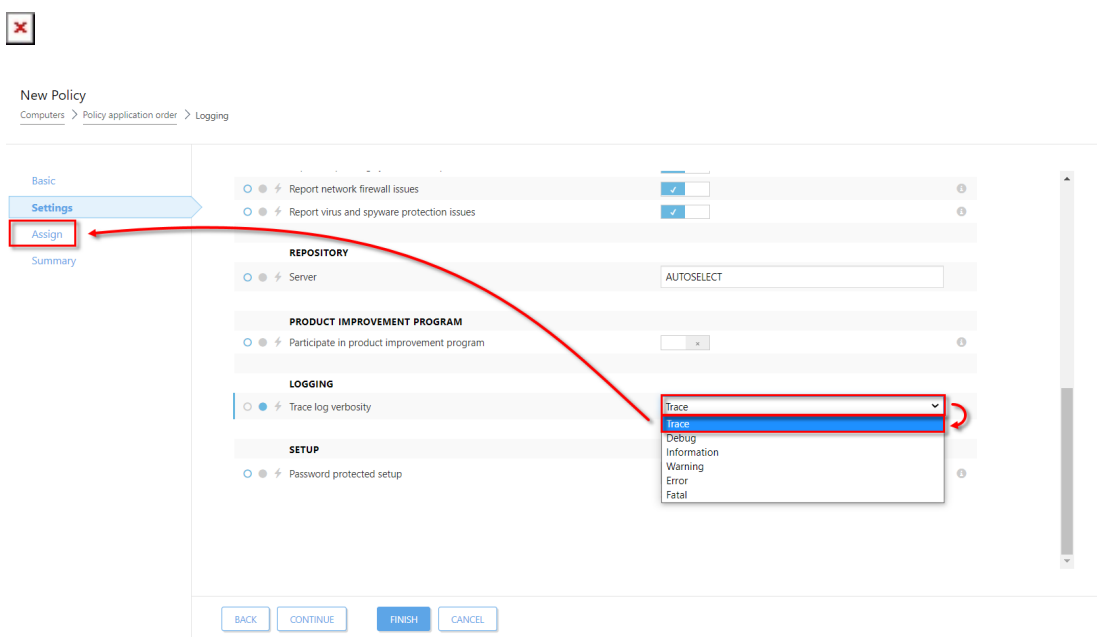 New Policy
Computers > Policy application order > Logging
Basic
Settings
Assign
Summary
Report network firewall issues
Report virus and spyware protection issues
REPOSITORY
Server AUTOSELECT
PRODUCT IMPROVEMENT PROGRAM
Participate in product improvement program
LOGGING
Trace log verbosity Trace
Trace
Debug
Information
Warning
Error
Fatal
SETUP
Password protected setup
BACK CONTINUE FINISH CANCEL